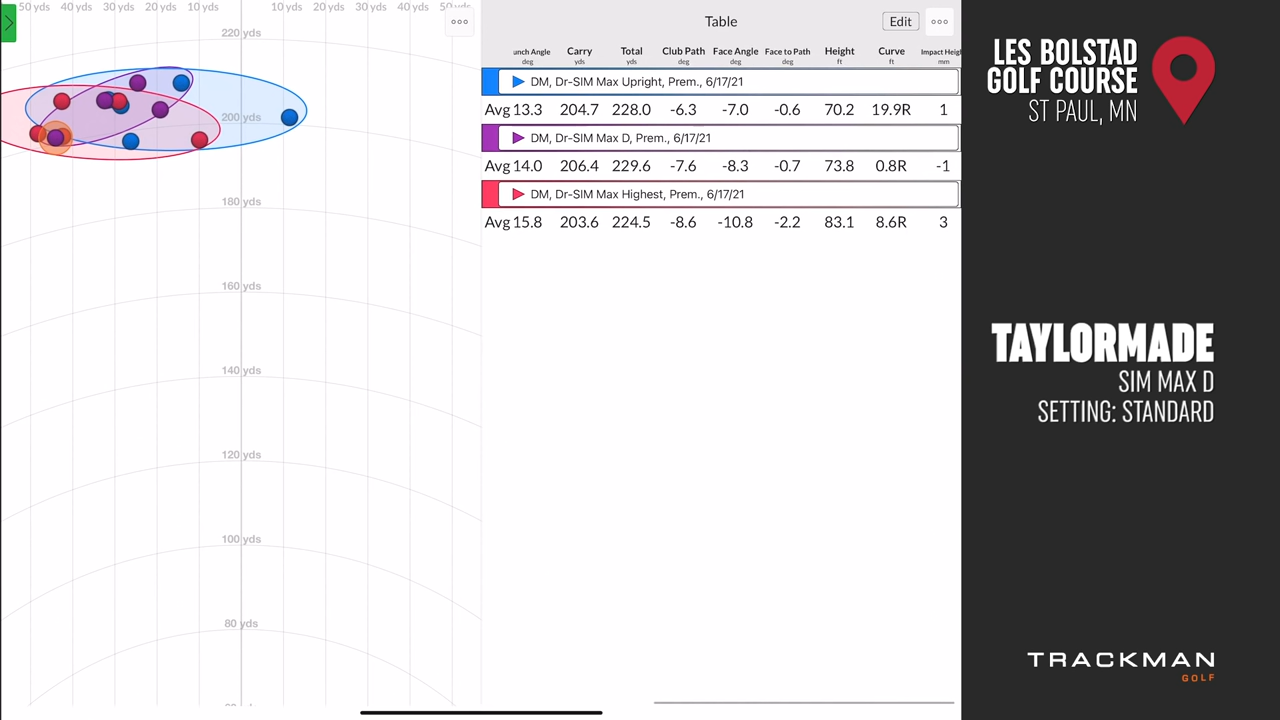 50 yds 40 yds 30 yds 20 yds 10 yds 10 yds 20 yds 30 yds 40 yds 50 yds
220 yds
200 yds
180 yds
160 yds
140 yds
120 yds
100 yds
80 yds
Table
Edit
unch Angle Carry Total Club Path Face Angle Face to Path Height Curve Impact Heigh
deg yds yds deg deg deg ft ft mm
DM, Dr-SIM Max Upright, Prem., 6/17/21
Avg 13.3 204.7 228.0 -6.3 -7.0 -0.6 70.2 19.9R 1
DM, Dr-SIM Max D, Prem., 6/17/21
Avg 14.0 206.4 229.6 -7.6 -8.3 -0.7 73.8 0.8R -1
DM, Dr-SIM Max Highest, Prem., 6/17/21
Avg 15.8 203.6 224.5 -8.6 -10.8 -2.2 83.1 8.6R 3
LES BOLSTAD
GOLF COURSE
ST PAUL, MN
TAYLORMADE
SIM MAX D
SETTING: STANDARD
TRACKMAN
GOLF